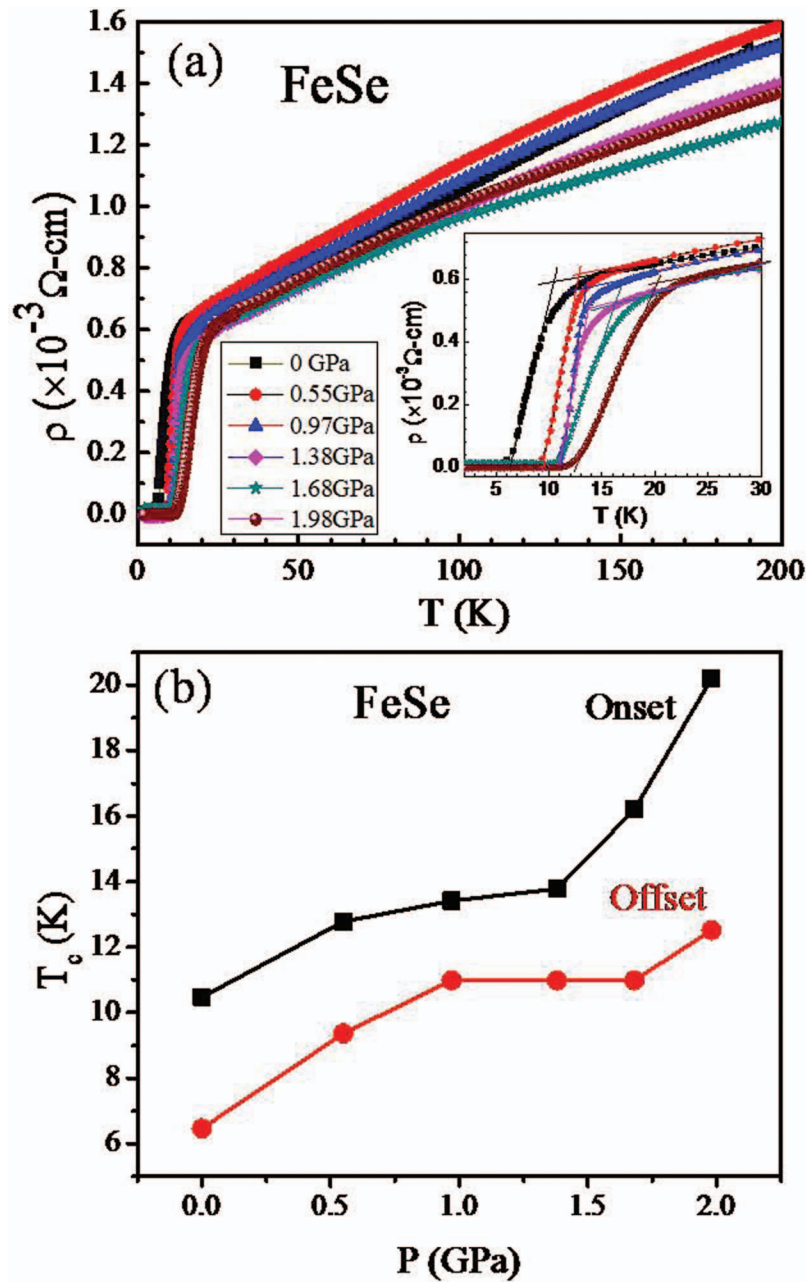 (a)
FeSe
ρ (×10⁻³ Ω-cm)
1.6
1.4
1.2
1.0
0.8
0.6
0.4
0.2
0.0
0 GPa
0.55GPa
0.97GPa
1.38GPa
1.68GPa
1.98GPa
ρ (×10⁻³Ω-cm)
0.6
0.4
0.2
0.0
5 10 15 20 25 30
T (K)
0 50 100 150 200
T (K)
(b)
FeSe
Onset
Offset
T_c (K)
20
18
16
14
12
10
8
6
0.0 0.5 1.0 1.5 2.0
P (GPa)